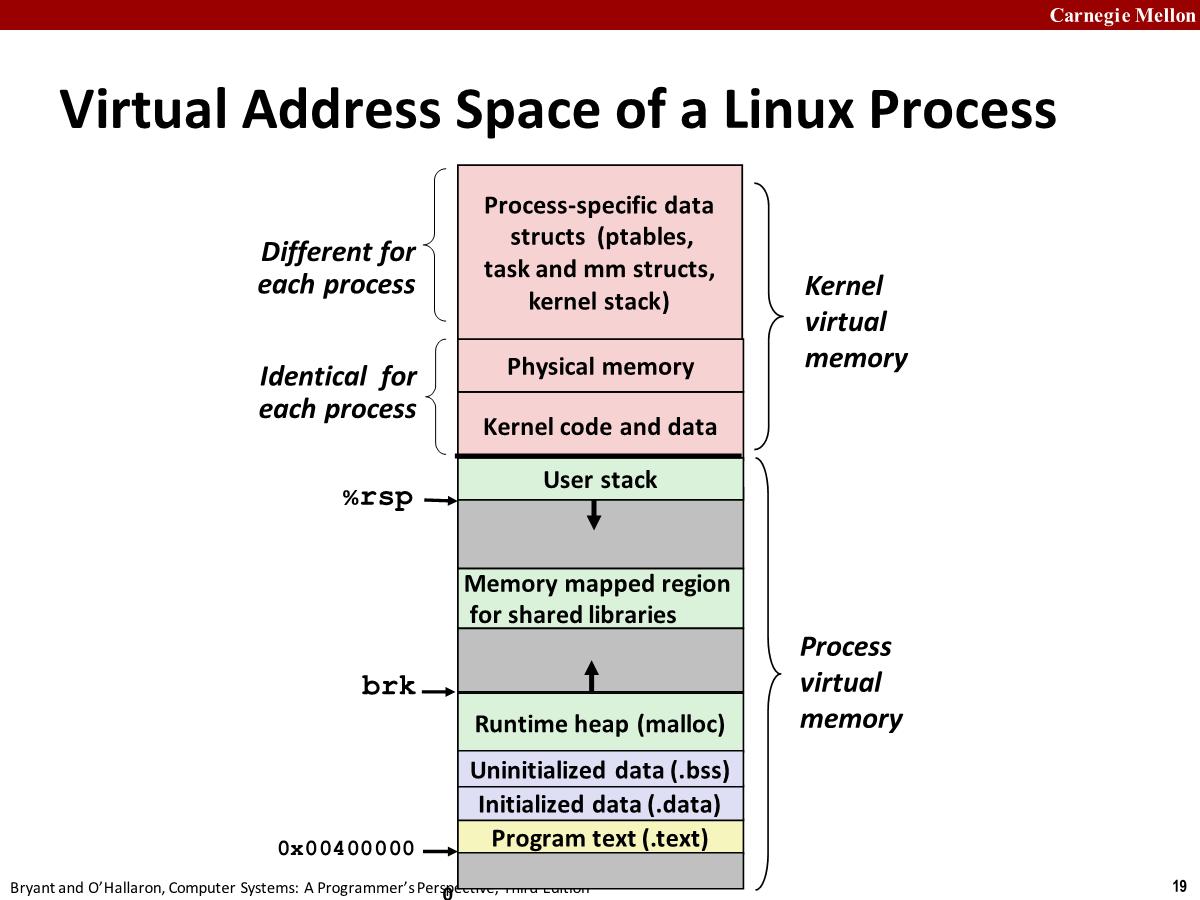 Carnegie Mellon
Virtual Address Space of a Linux Process
Process-specific data
structs (ptables,
task and mm structs,
kernel stack)
Different for
each process
Kernel
virtual
memory
Physical memory
Identical for
each process
Kernel code and data
User stack
%rsp
Memory mapped region
for shared libraries
Process
virtual
memory
brk
Runtime heap (malloc)
Uninitialized data (.bss)
Initialized data (.data)
Program text (.text)
0x00400000
0
Bryant and O’Hallaron, Computer Systems: A Programmer’s Perspective, Third Edition
19